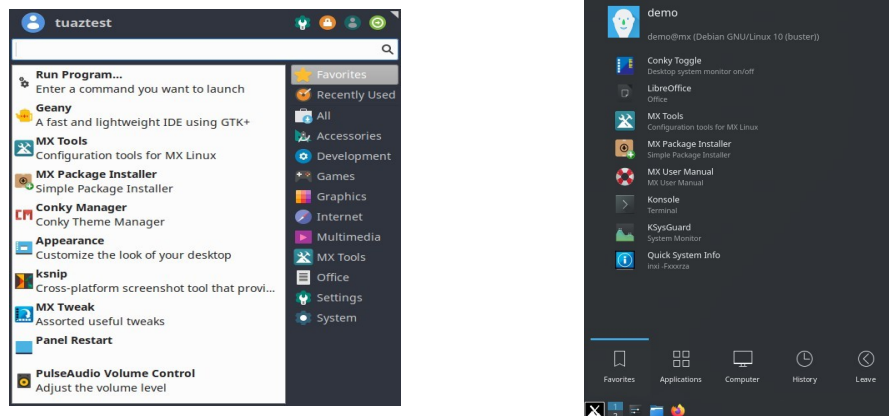 tuaztest
Run Program...
Enter a command you want to launch
Geany
A fast and lightweight IDE using GTK+
MX Tools
Configuration tools for MX Linux
MX Package Installer
Simple Package Installer
Conky Manager
Conky Theme Manager
Appearance
Customize the look of your desktop
ksnip
Cross-platform screenshot tool that provi...
MX Tweak
Assorted useful tweaks
Panel Restart
PulseAudio Volume Control
Adjust the volume level
Favorites
Recently Used
All
Accessories
Development
Games
Graphics
Internet
Multimedia
MX Tools
Office
Settings
System
demo
demo@mx (Debian GNU/Linux 10 (buster))
Conky Toggle
Desktop system monitor on/off
LibreOffice
Office
MX Tools
Configuration tools for MX Linux
MX Package Installer
Simple Package Installer
MX User Manual
MX User Manual
Konsole
Terminal
KSysGuard
System Monitor
Quick System Info
inxi -Fxxxrza
Favorites
Applications
Computer
History
Leave